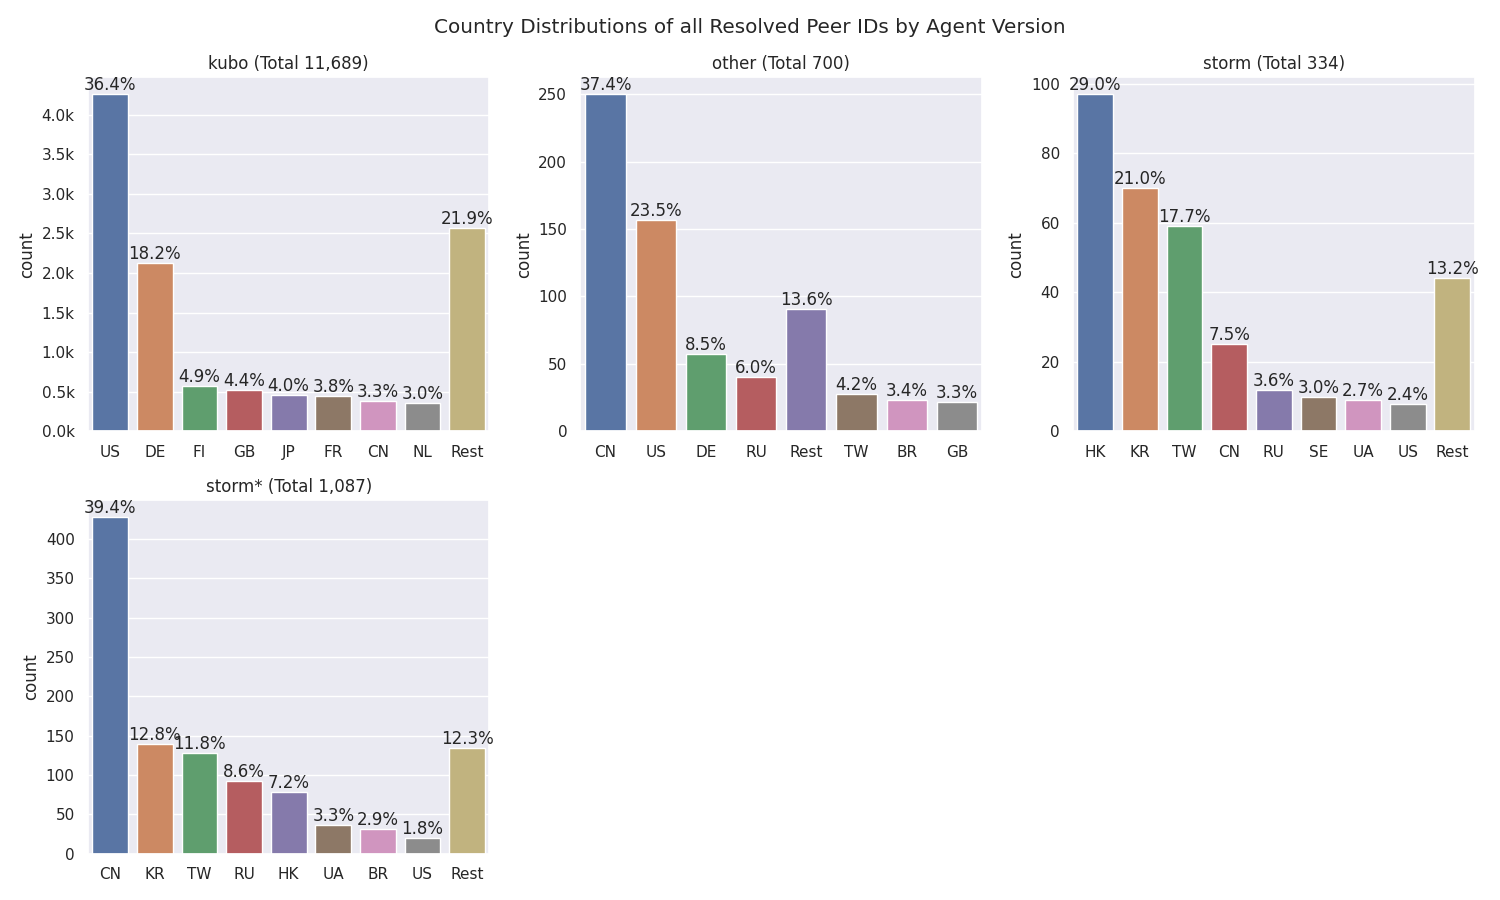 Country Distributions of all Resolved Peer IDs by Agent Version
kubo (Total 11,689)
count
4.0k
3.5k
3.0k
2.5k
2.0k
1.5k
1.0k
0.5k
0.0k
36.4%
18.2%
4.9%
4.4%
4.0%
3.8%
3.3%
3.0%
21.9%
US DE FI GB JP FR CN NL Rest
other (Total 700)
count
250
200
150
100
50
0
37.4%
23.5%
8.5%
6.0%
13.6%
4.2%
3.4%
3.3%
CN US DE RU Rest TW BR GB
storm (Total 334)
count
100
80
60
40
20
0
29.0%
21.0%
17.7%
7.5%
3.6%
3.0%
2.7%
2.4%
13.2%
HK KR TW CN RU SE UA US Rest
storm* (Total 1,087)
count
400
350
300
250
200
150
100
50
0
39.4%
12.8%
11.8%
8.6%
7.2%
3.3%
2.9%
1.8%
12.3%
CN KR TW RU HK UA BR US Rest